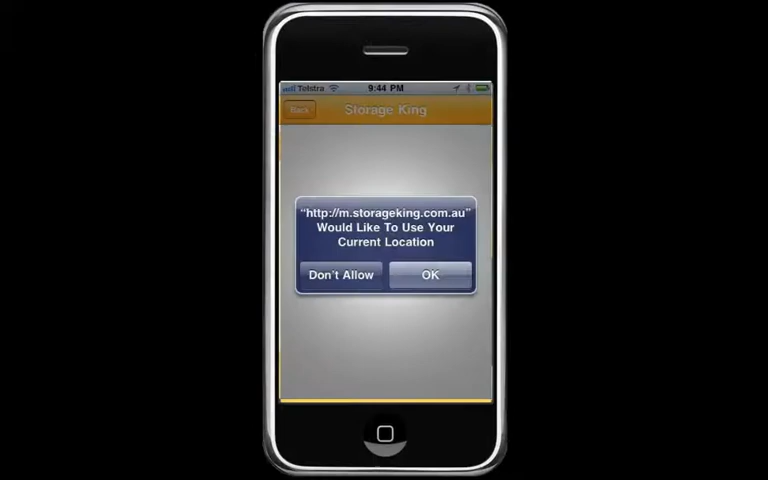 Telstra 9:44 PM
Back Storage King
“http://m.storageking.com.au”
Would Like To Use Your
Current Location
Don't Allow OK